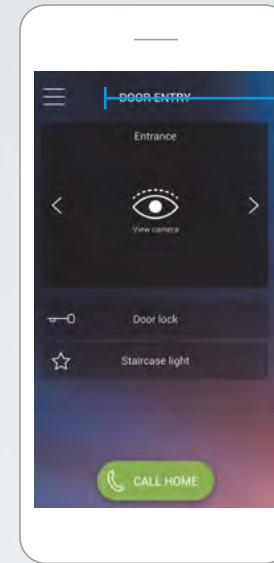 DOOR ENTRY
Entrance
View camera
Door lock
Staircase light
CALL HOME